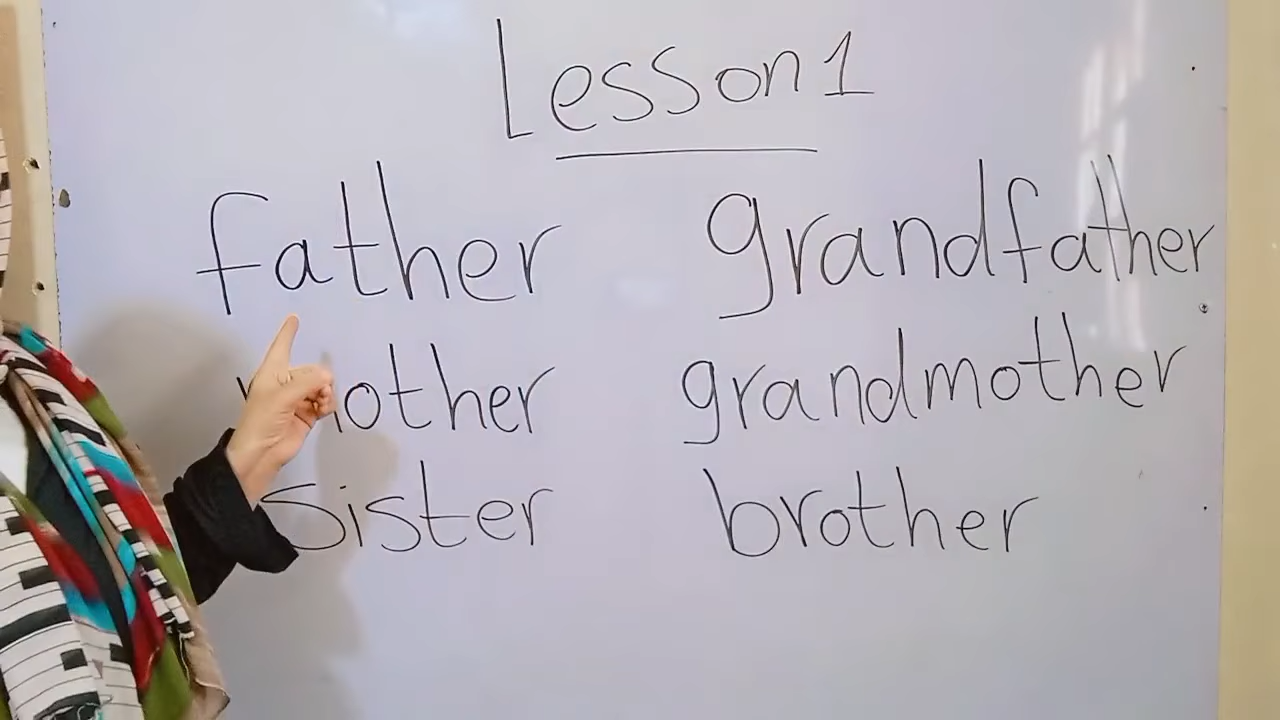 Lesson 1
father grandfather
mother grandmother
Sister brother